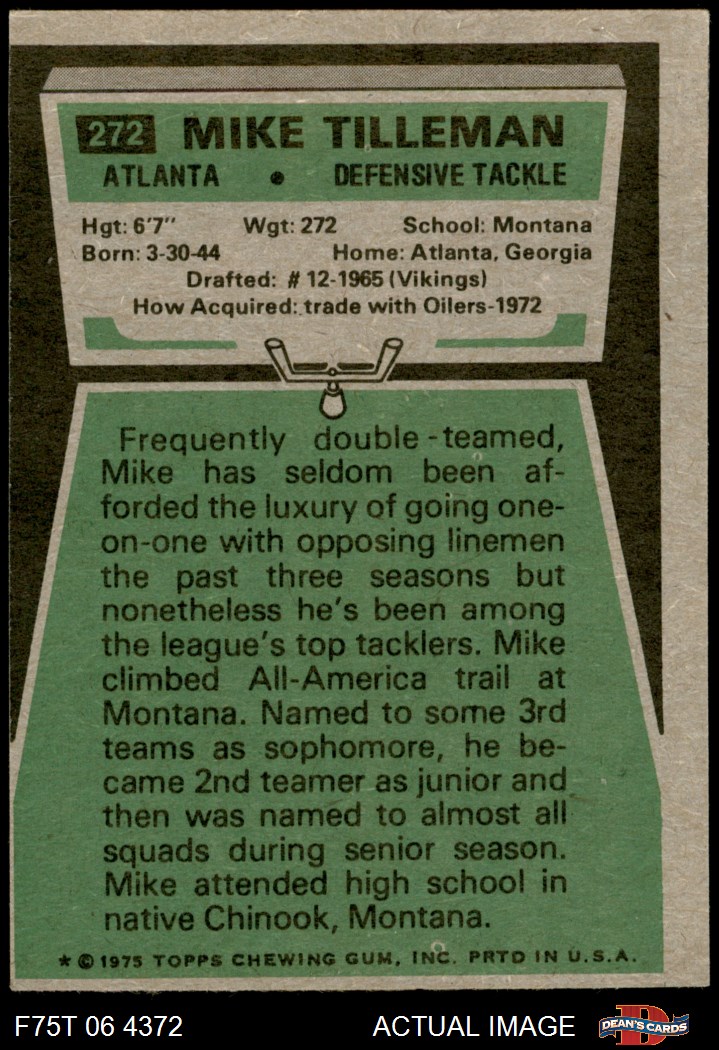 272 MIKE TILLEMAN
ATLANTA • DEFENSIVE TACKLE
Hgt: 6'7" Wgt: 272 School: Montana
Born: 3-30-44 Home: Atlanta, Georgia
Drafted: # 12-1965 (Vikings)
How Acquired: trade with Oilers-1972
Frequently double-teamed,
Mike has seldom been af-
forded the luxury of going one-
on-one with opposing linemen
the past three seasons but
nonetheless he's been among
the league's top tacklers. Mike
climbed All-America trail at
Montana. Named to some 3rd
teams as sophomore, he be-
came 2nd teamer as junior and
then was named to almost all
squads during senior season.
Mike attended high school in
native Chinook, Montana.
* © 1975 TOPPS CHEWING GUM, INC. PRTD IN U.S.A.
F75T 06 4372 ACTUAL IMAGE D DEAN'S CARDS